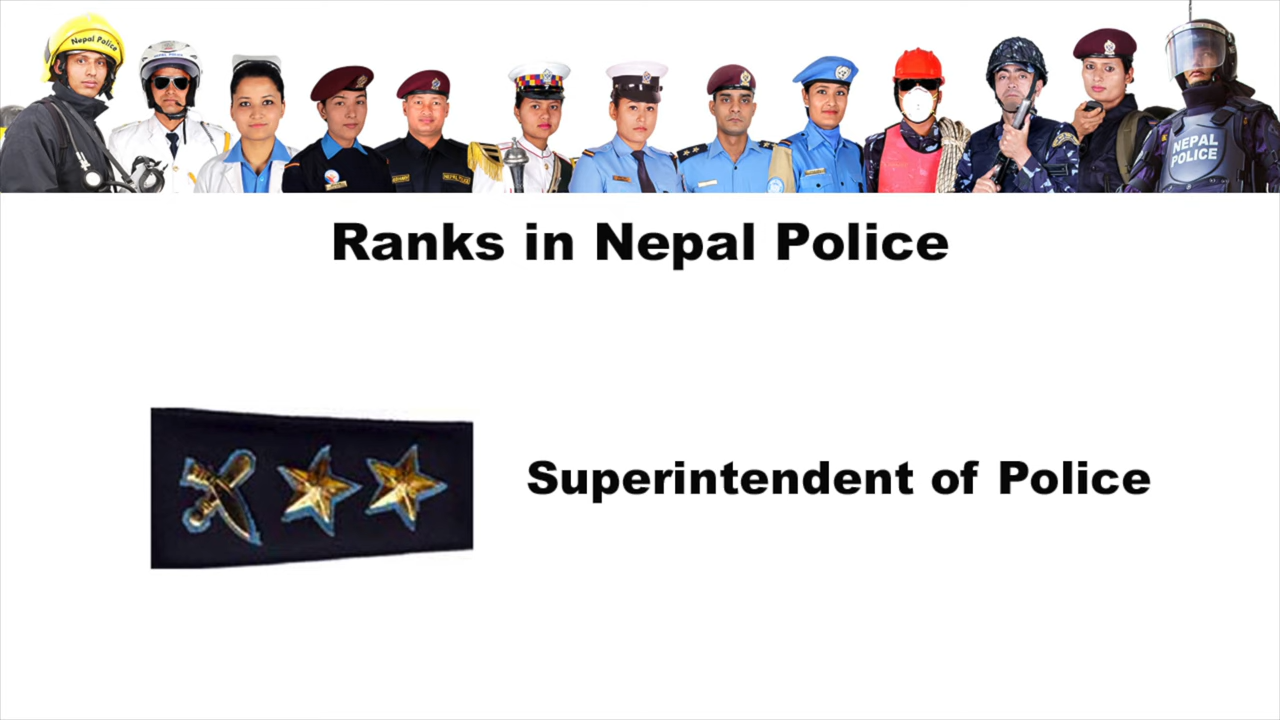 Nepal Police
Ranks in Nepal Police
NEPAL
POLICE
Superintendent of Police